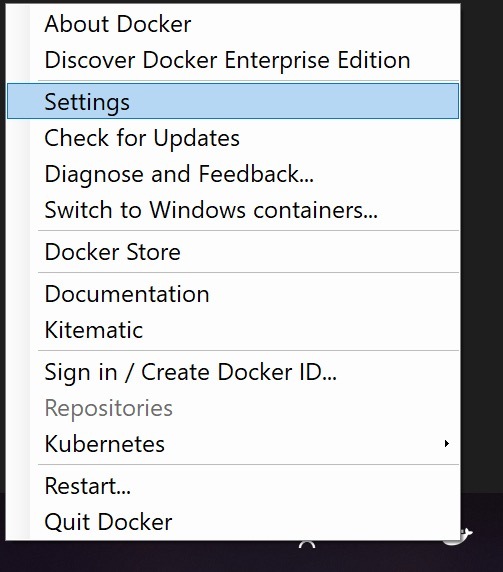 About Docker
Discover Docker Enterprise Edition
Settings
Check for Updates
Diagnose and Feedback...
Switch to Windows containers...
Docker Store
Documentation
Kitematic
Sign in / Create Docker ID...
Repositories
Kubernetes
Restart...
Quit Docker